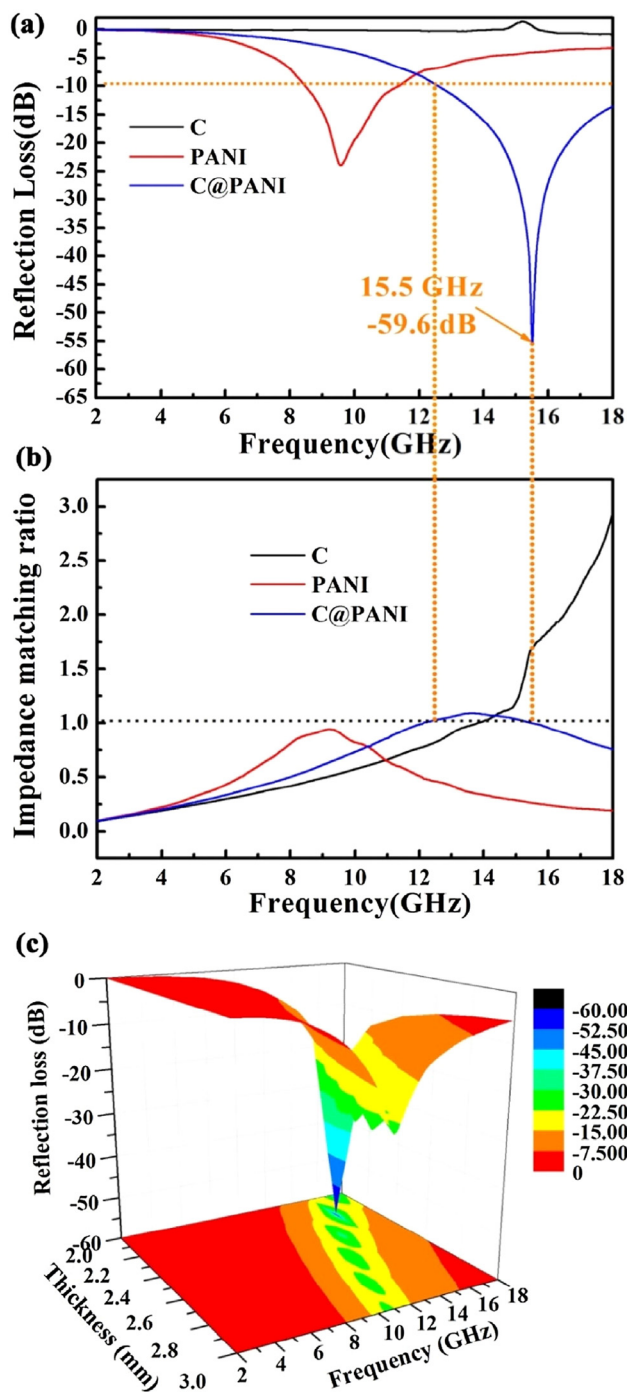 (a)
0
-5
-10
-15
-20
-25
-30
-35
-40
-45
-50
-55
-60
-65
Reflection Loss(dB)
C
PANI
C@PANI
15.5 GHz
-59.6 dB
2 4 6 8 10 12 14 16 18
Frequency(GHz)
(b)
3.0
2.5
2.0
1.5
1.0
0.5
0.0
Impedance matching ratio
C
PANI
C@PANI
2 4 6 8 10 12 14 16 18
Frequency(GHz)
(c)
0
-10
-20
-30
-40
-50
-60
Reflection loss (dB)
2.0
2.2
2.4
2.6
2.8
3.0
Thickness (mm)
2 4 6 8 10 12 14 16 18
Frequency (GHz)
-60.00
-52.50
-45.00
-37.50
-30.00
-22.50
-15.00
-7.500
0